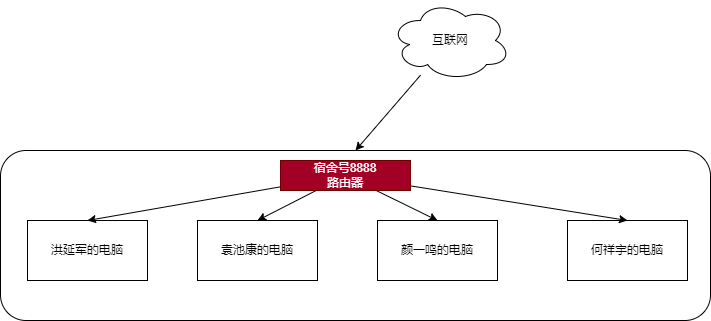 互联网
宿舍号8888
路由器
洪延军的电脑
袁池康的电脑
颜一鸣的电脑
何祥宇的电脑